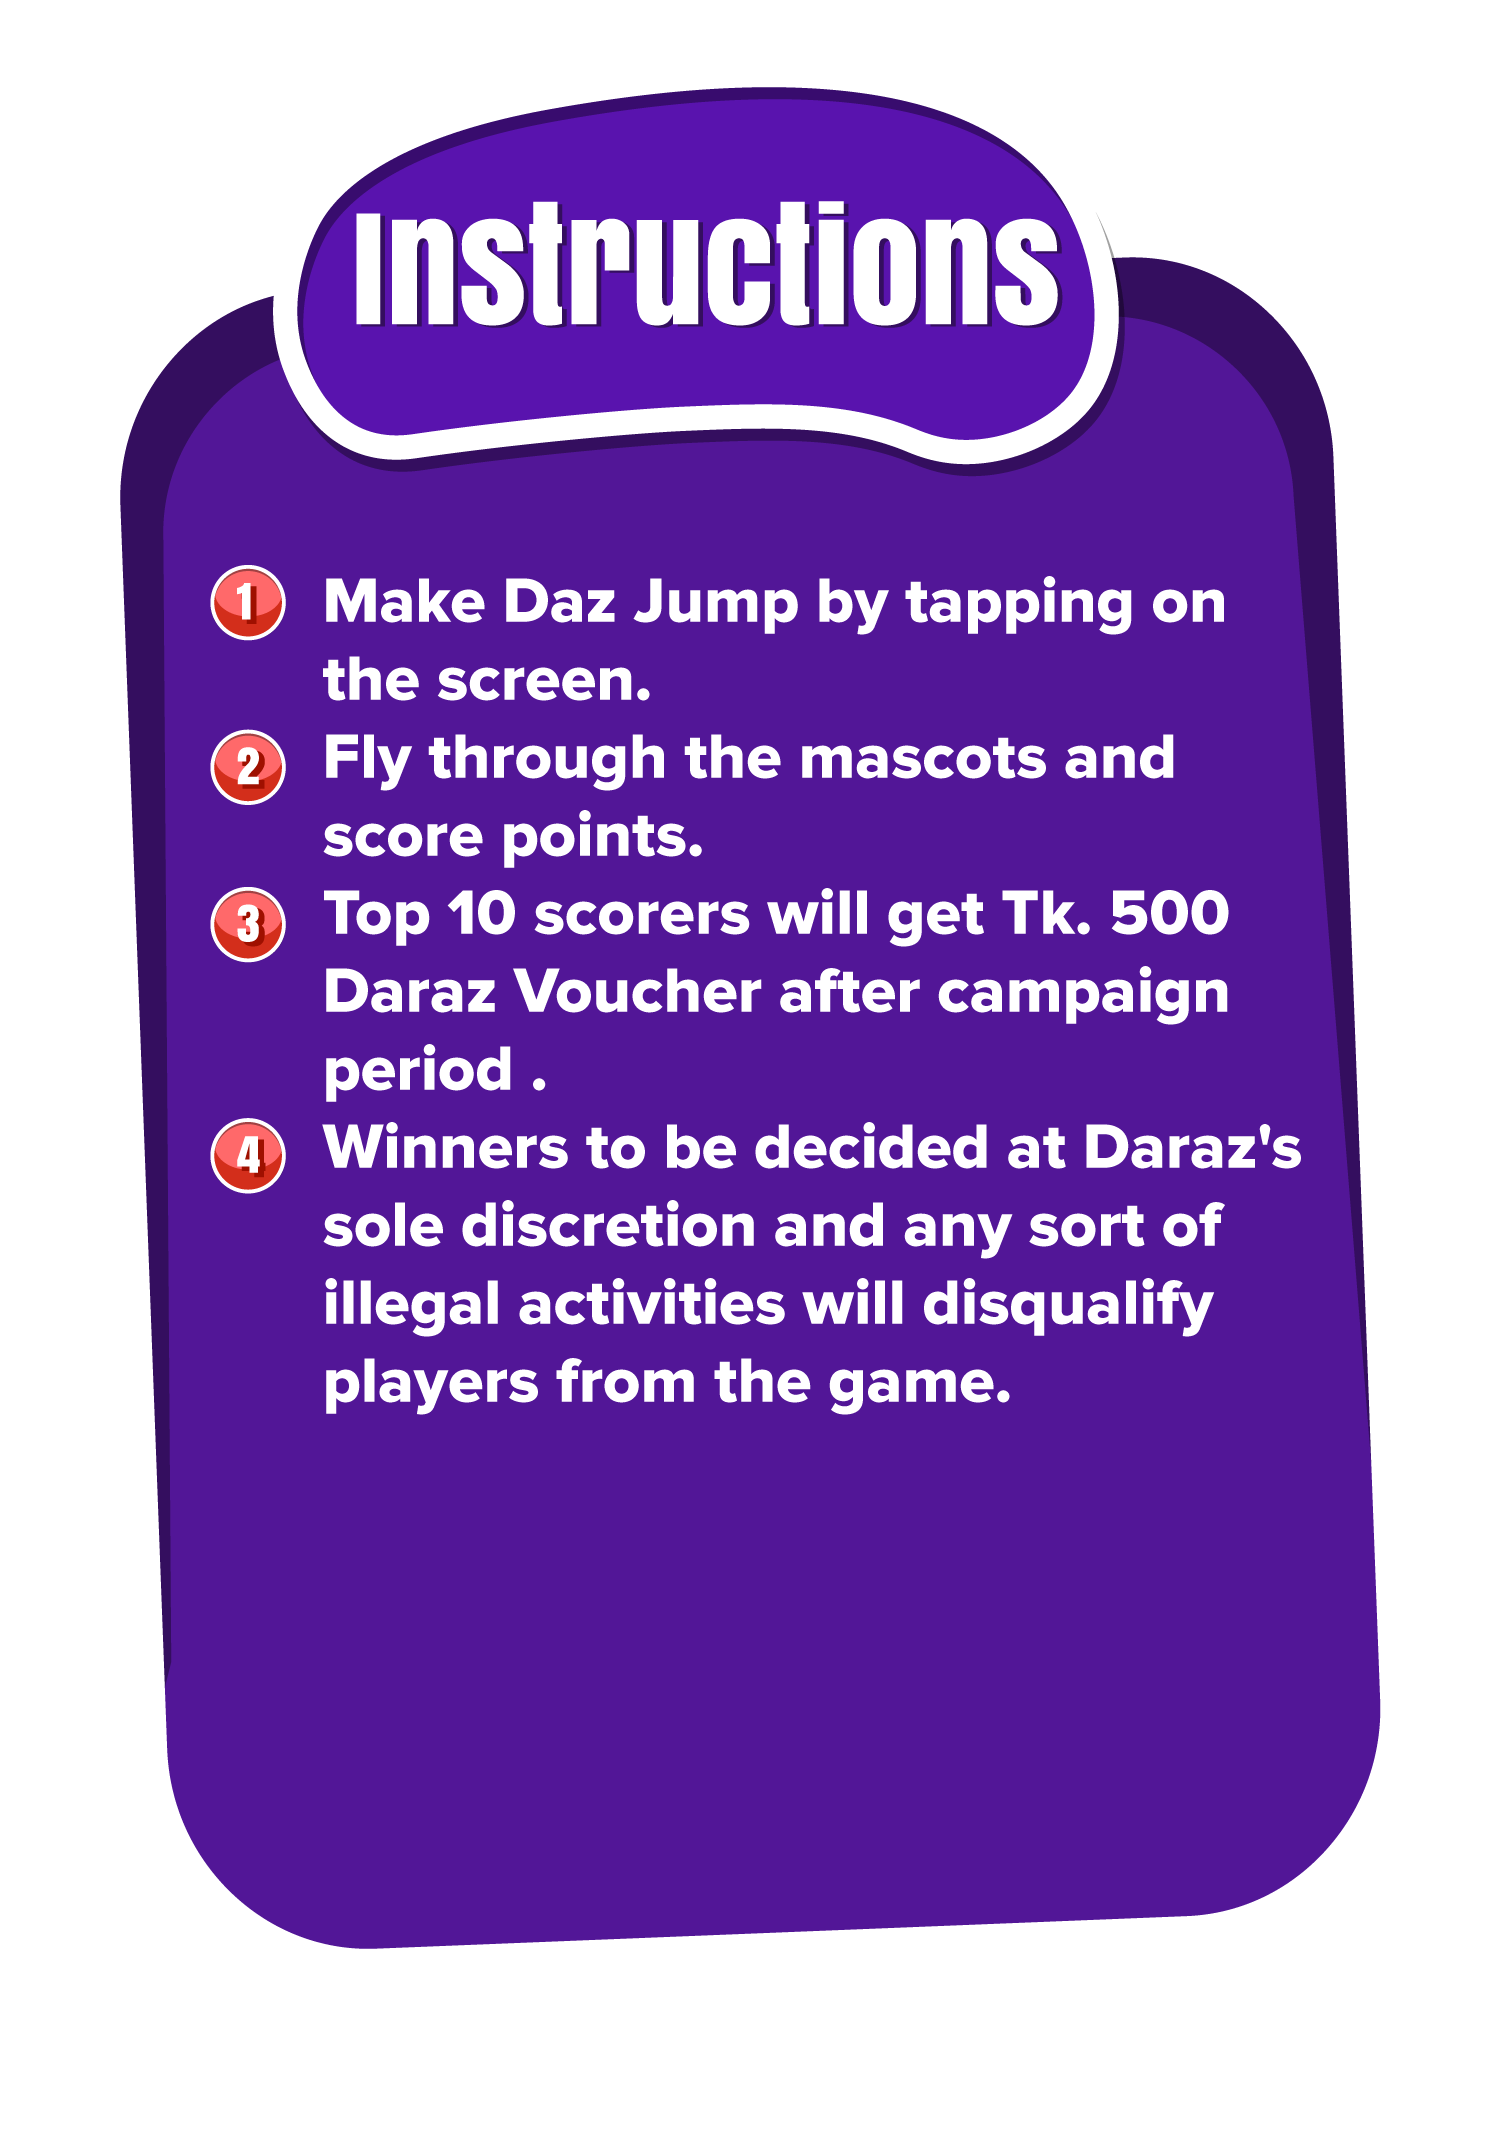 Instructions
1 Make Daz Jump by tapping on
the screen.
2 Fly through the mascots and
score points.
3 Top 10 scorers will get Tk. 500
Daraz Voucher after campaign
period .
4 Winners to be decided at Daraz's
sole discretion and any sort of
illegal activities will disqualify
players from the game.